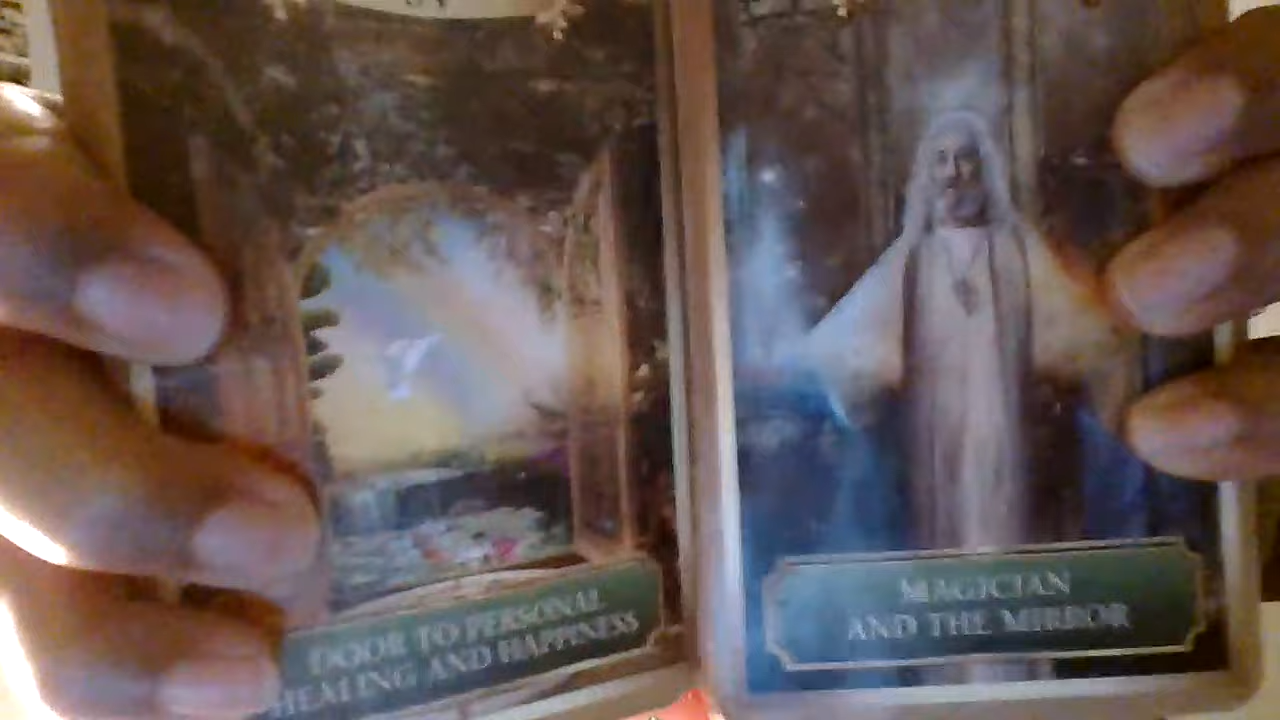 DOOR TO PERSONAL
HEALING AND HAPPINESS
MAGICIAN
AND THE MIRROR